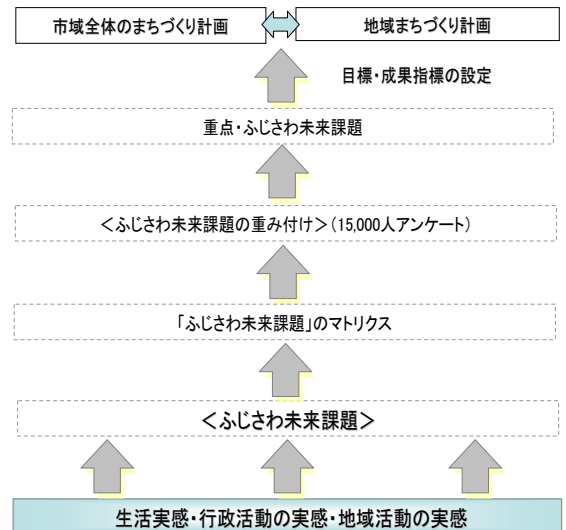 市域全体のまちづくり計画
地域まちづくり計画
目標・成果指標の設定
重点・ふじさわ未来課題
＜ふじさわ未来課題の重み付け＞（15,000人アンケート）
「ふじさわ未来課題」のマトリクス
＜ふじさわ未来課題＞
生活実感・行政活動の実感・地域活動の実感